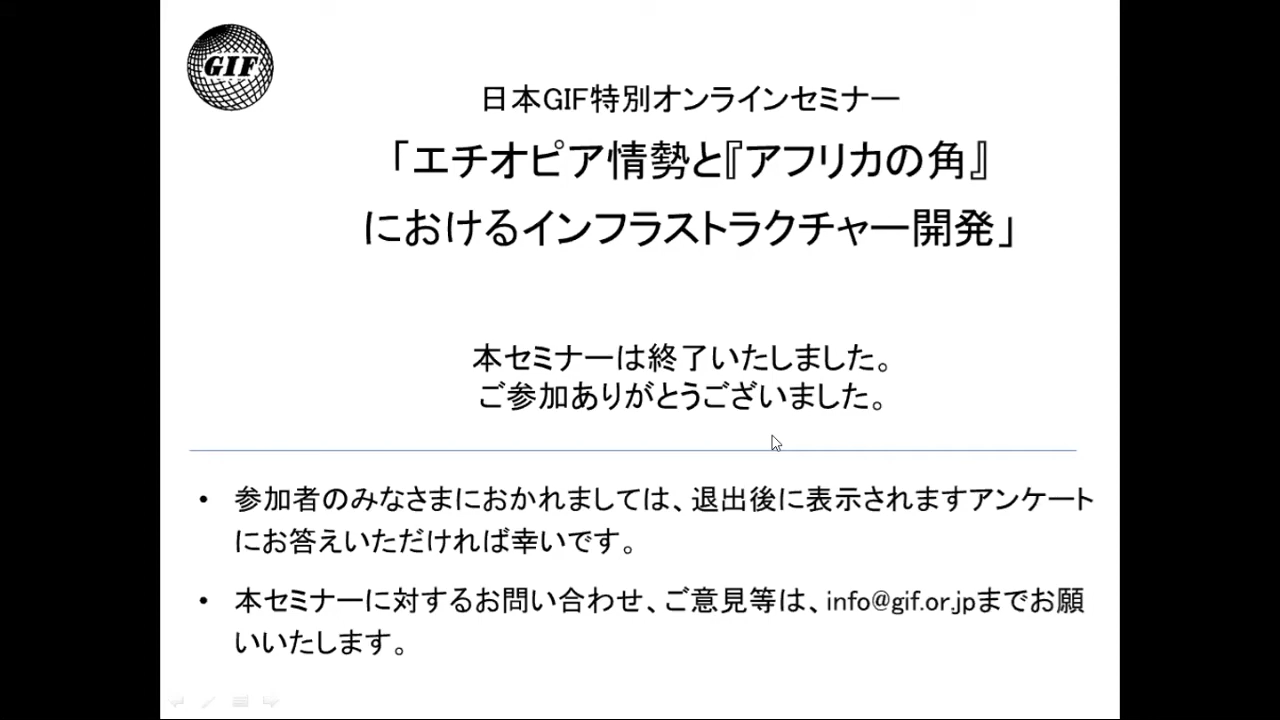 GIF
日本GIF特別オンラインセミナー
「エチオピア情勢と『アフリカの角』
におけるインフラストラクチャー開発」
本セミナーは終了いたしました。
ご参加ありがとうございました。
• 参加者のみなさまにおかれましては、退出後に表示されますアンケート
にお答えいただければ幸いです。
• 本セミナーに対するお問い合わせ、ご意見等は、info@gif.or.jpまでお願
いいたします。